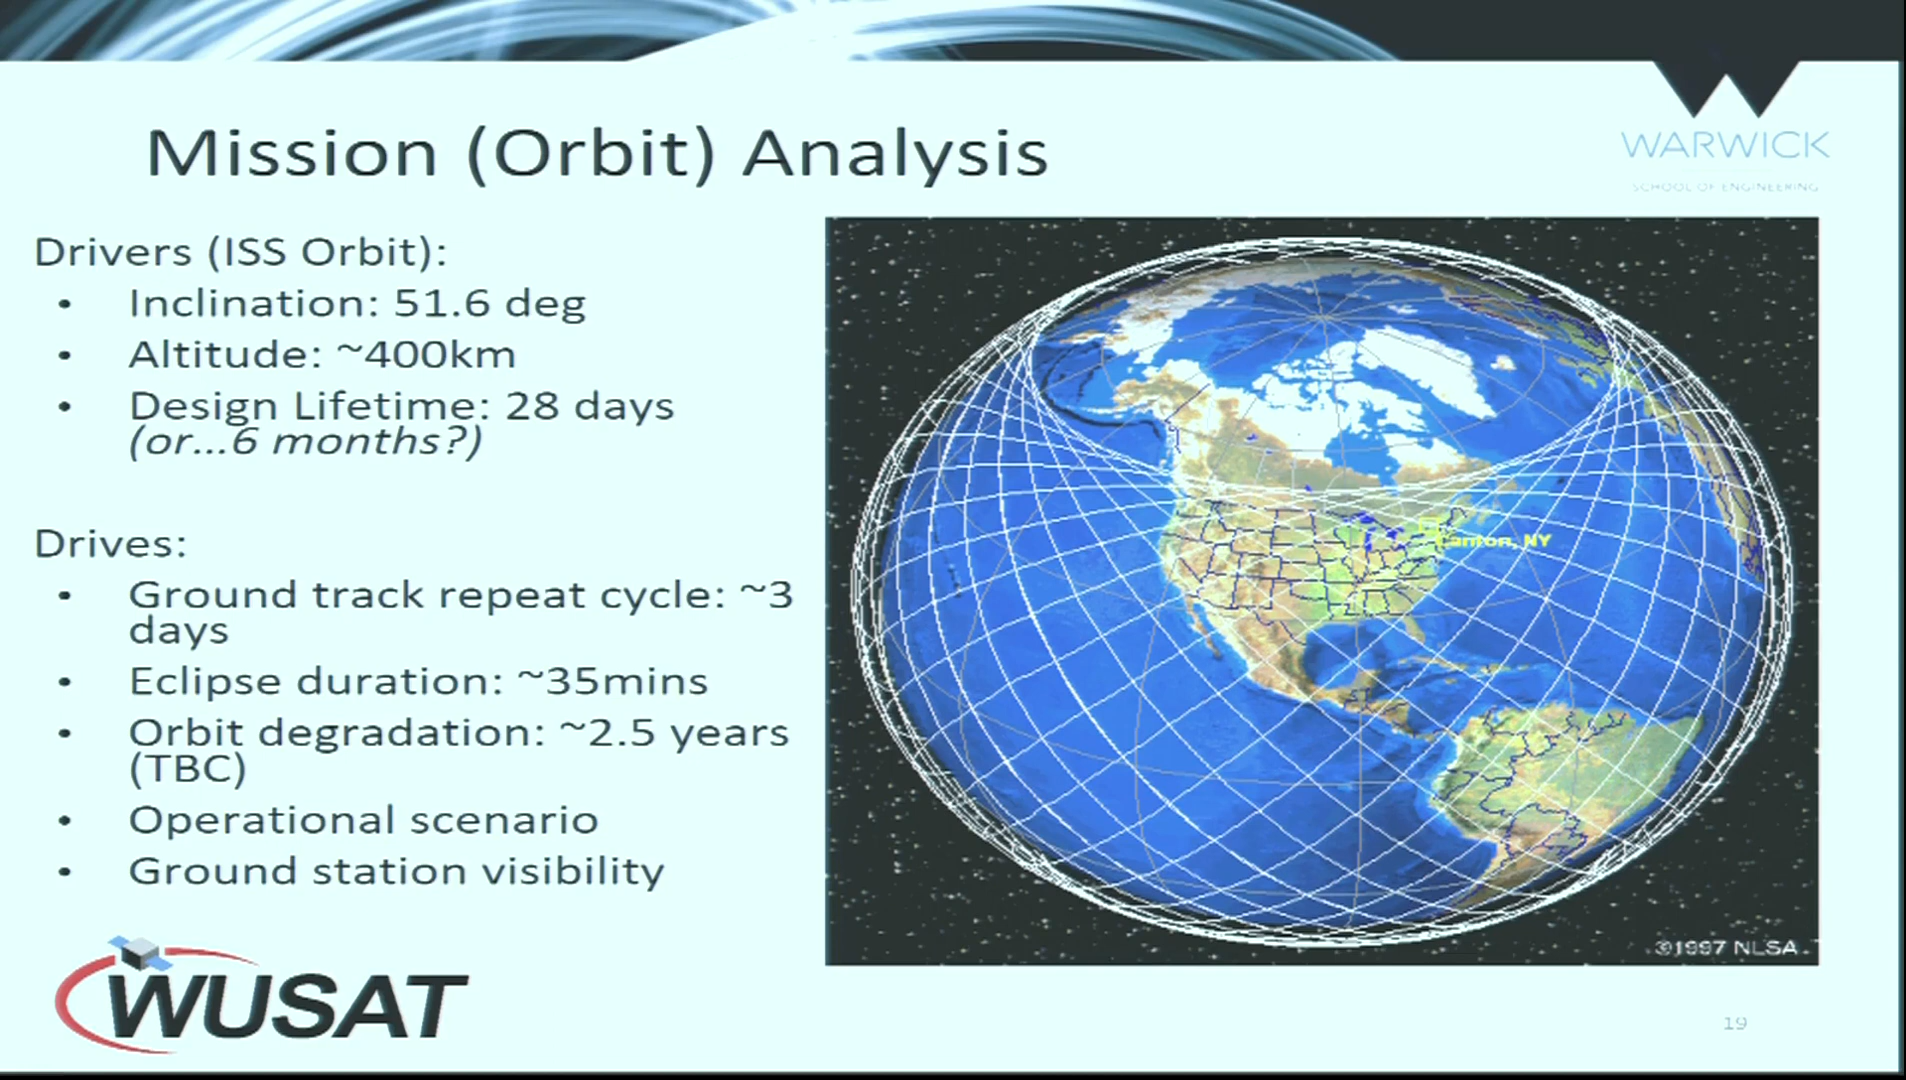 WARWICK
SCHOOL OF ENGINEERING
Mission (Orbit) Analysis
Drivers (ISS Orbit):
• Inclination: 51.6 deg
• Altitude: ~400km
• Design Lifetime: 28 days
(or...6 months?)
Drives:
• Ground track repeat cycle: ~3
days
• Eclipse duration: ~35mins
• Orbit degradation: ~2.5 years
(TBC)
• Operational scenario
• Ground station visibility
Canton, NY
©1997 NLSA
WUSAT
19